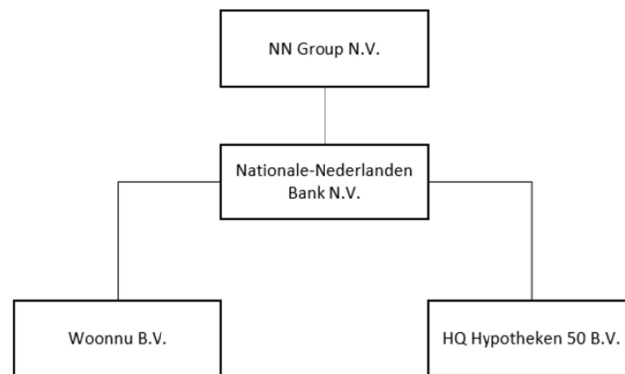 NN Group N.V.
Nationale-Nederlanden
Bank N.V.
Woonnu B.V.
HQ Hypotheken 50 B.V.